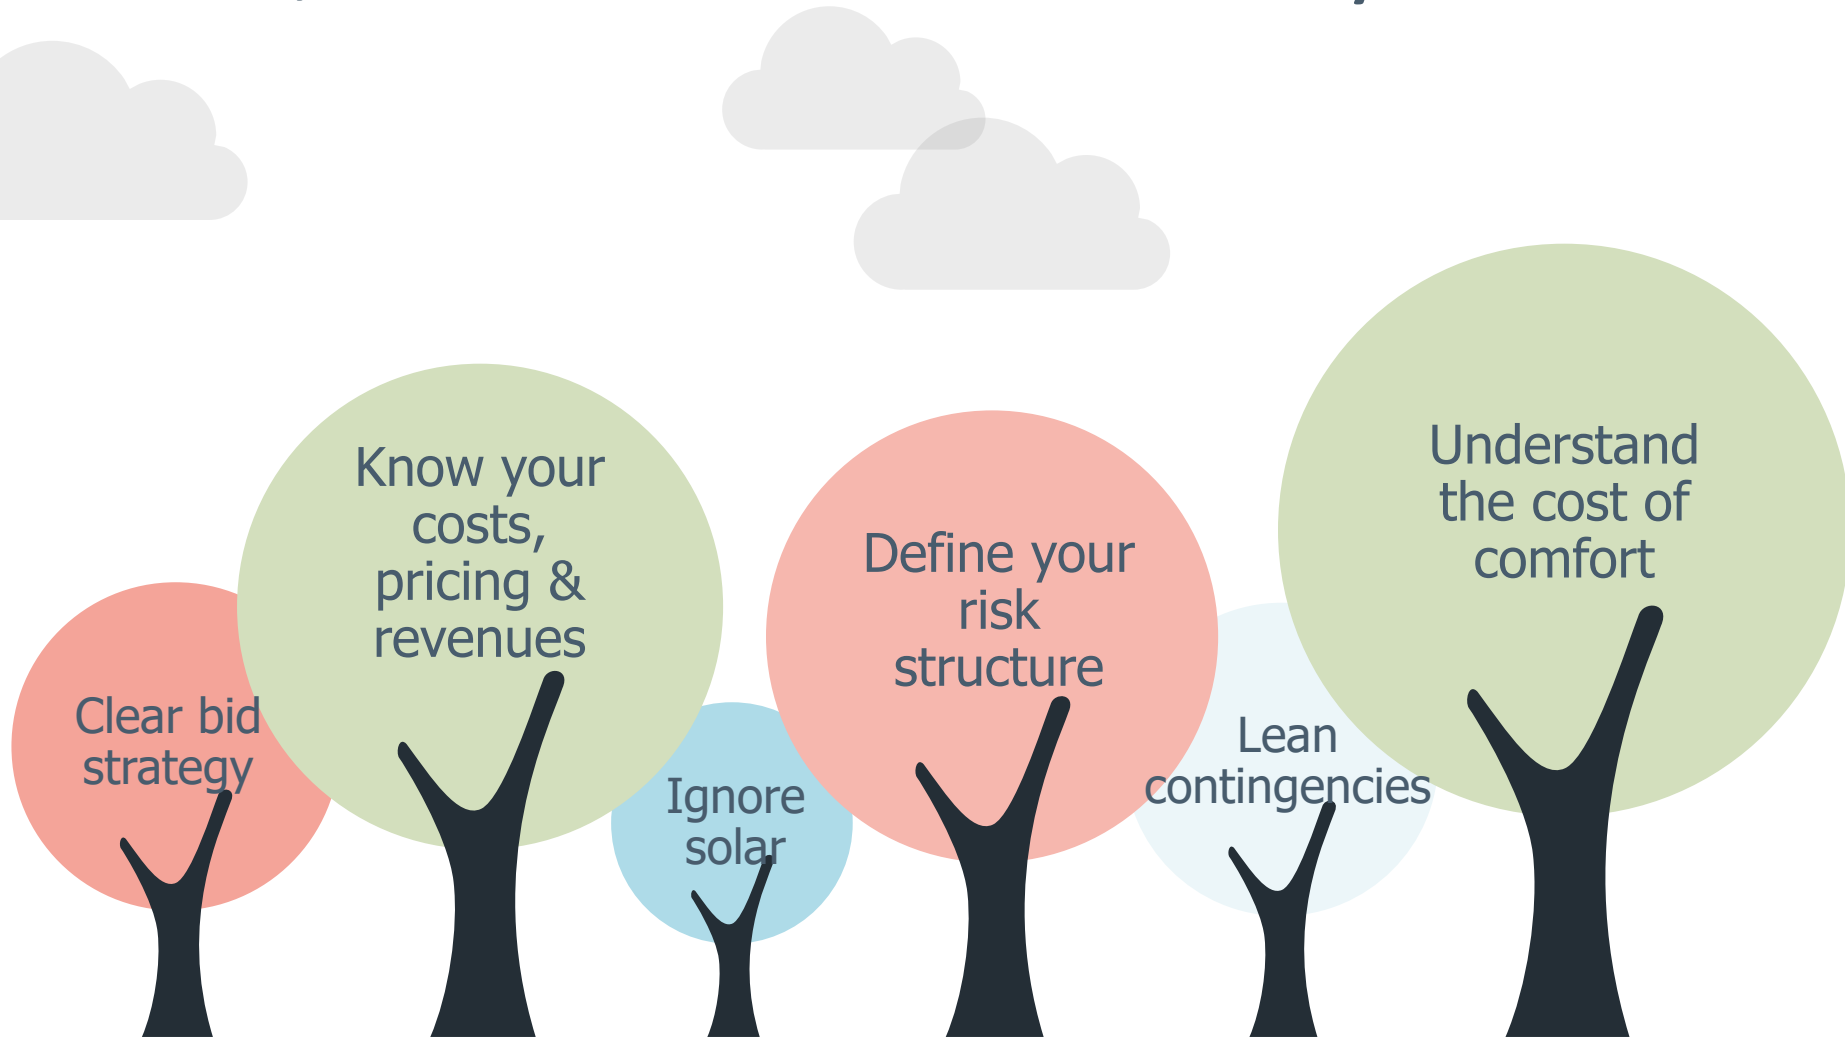 Clear bid
strategy
Know your
costs,
pricing &
revenues
Ignore
solar
Define your
risk
structure
Lean
contingencies
Understand
the cost of
comfort